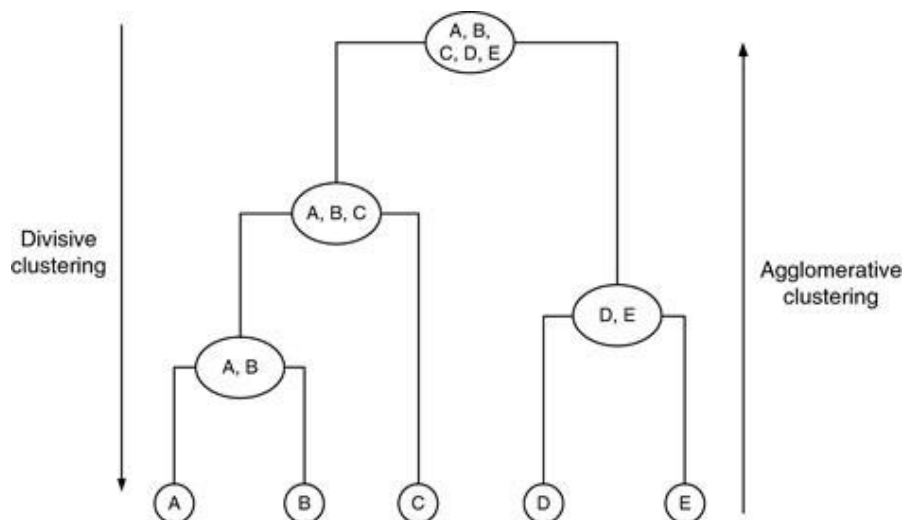 A, B,
C, D, E
A, B, C
Divisive
clustering
Agglomerative
clustering
D, E
A, B
A
B
C
D
E